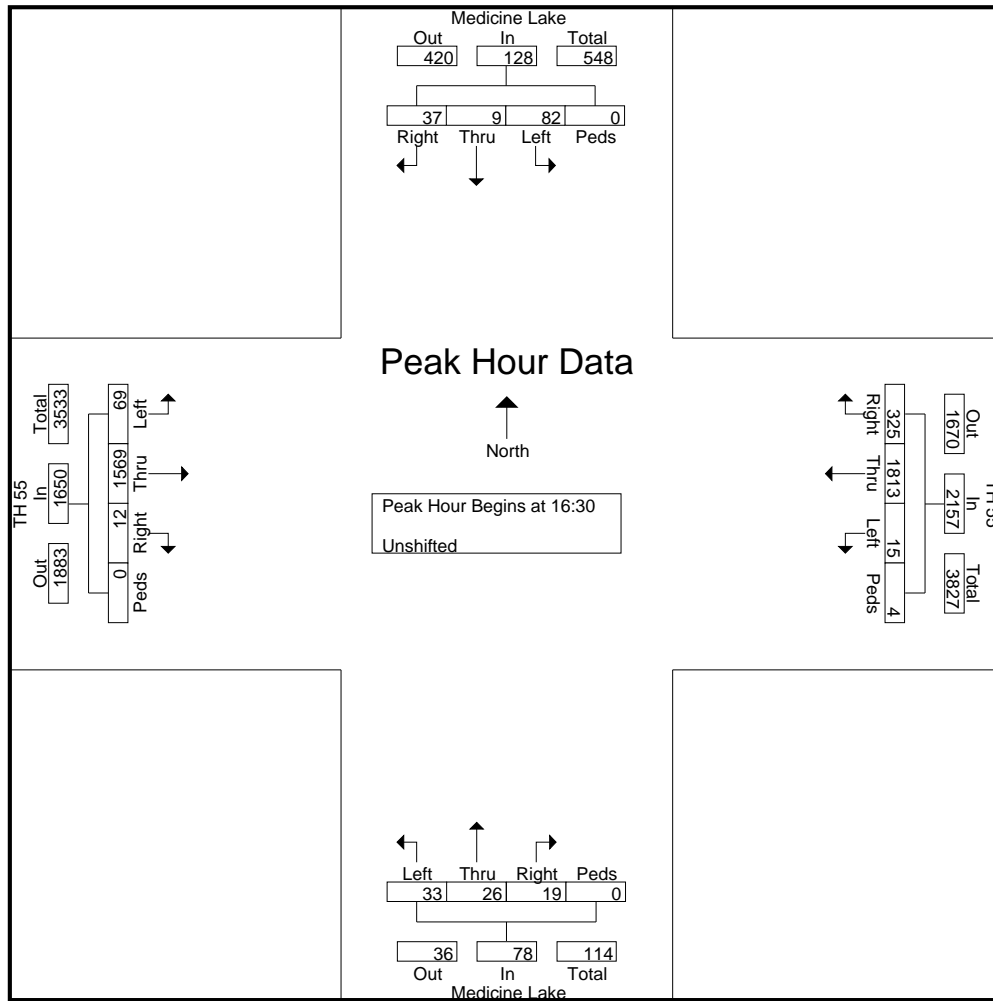 Medicine Lake
Out In Total
420 128 548
37 9 82 0
Right Thru Left Peds
Peak Hour Data
North
Peak Hour Begins at 16:30
Unshifted
TH 55
Total In Out
3533 1650 1883
69 1569 12 0
Left Thru Right Peds
TH 55
Out In Total
1670 2157 3827
325 1813 15 4
Right Thru Left Peds
Left Thru Right Peds
33 26 19 0
36 78 114
Out In Total
Medicine Lake